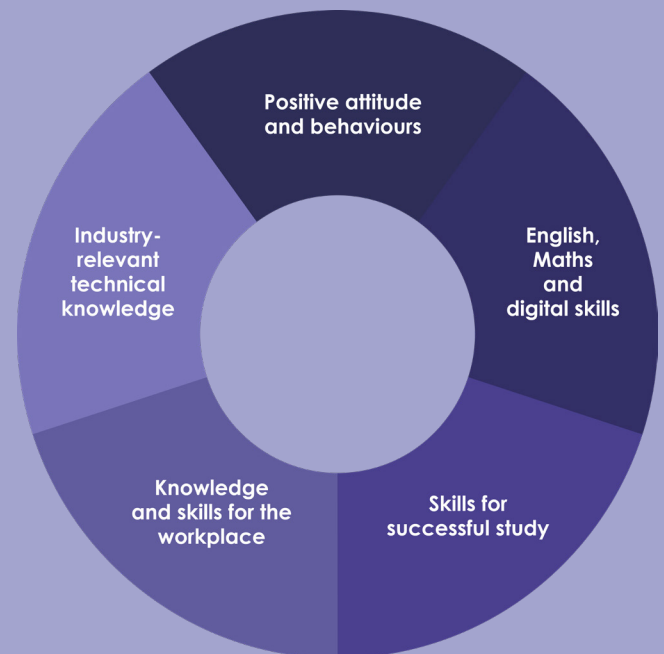 Positive attitude
and behaviours
English,
Maths
and
digital skills
Skills for
successful study
Knowledge
and skills for the
workplace
Industry-
relevant
technical
knowledge